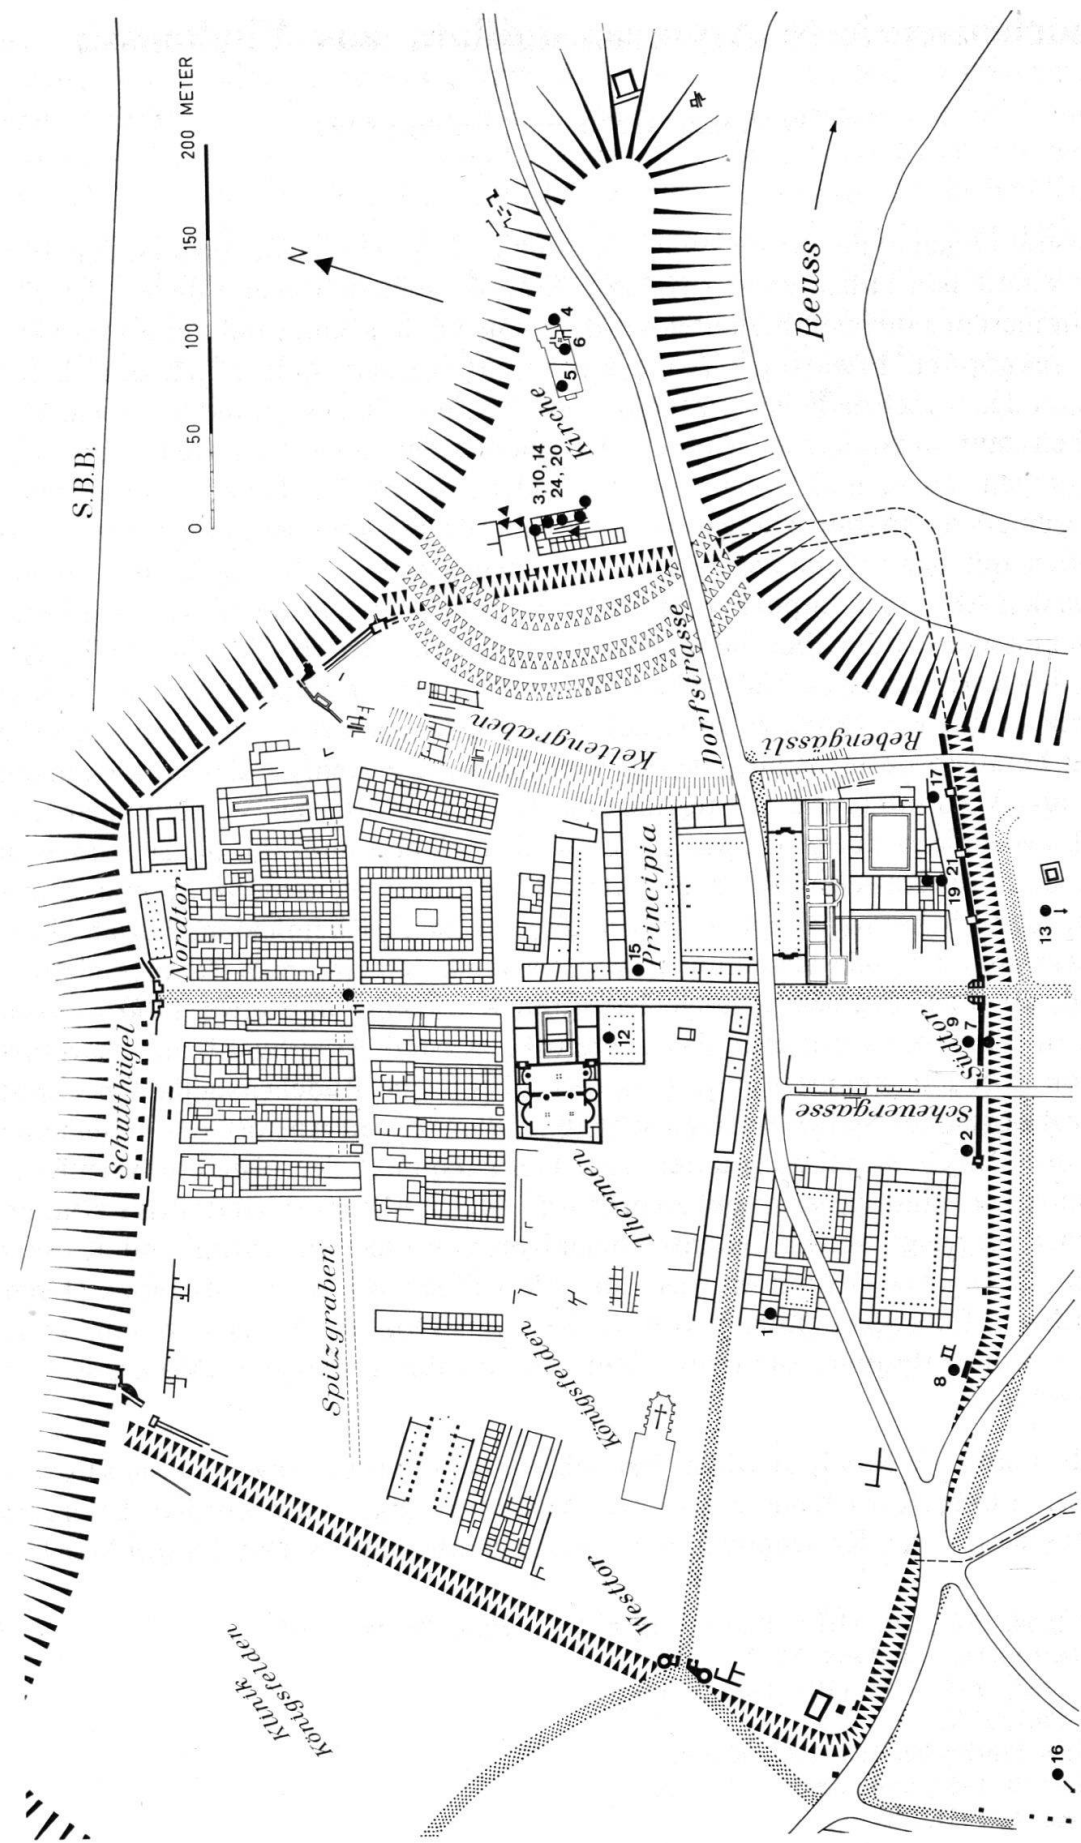 S.B.B.
0 50 100 150 200 METER
N
Reuss
4
6
5
Kirche
3,10,14
24,20
Dorfstrasse
Keltengraben
Rebengässli
Nordtor
Principia
15
17
21
19
13
11
12
Schutthügel
Südtor
9
7
Scheuergasse
2
Thermen
Spitzgraben
Königsfelden
1
8
Westtor
Klinik
Königsfelden
16